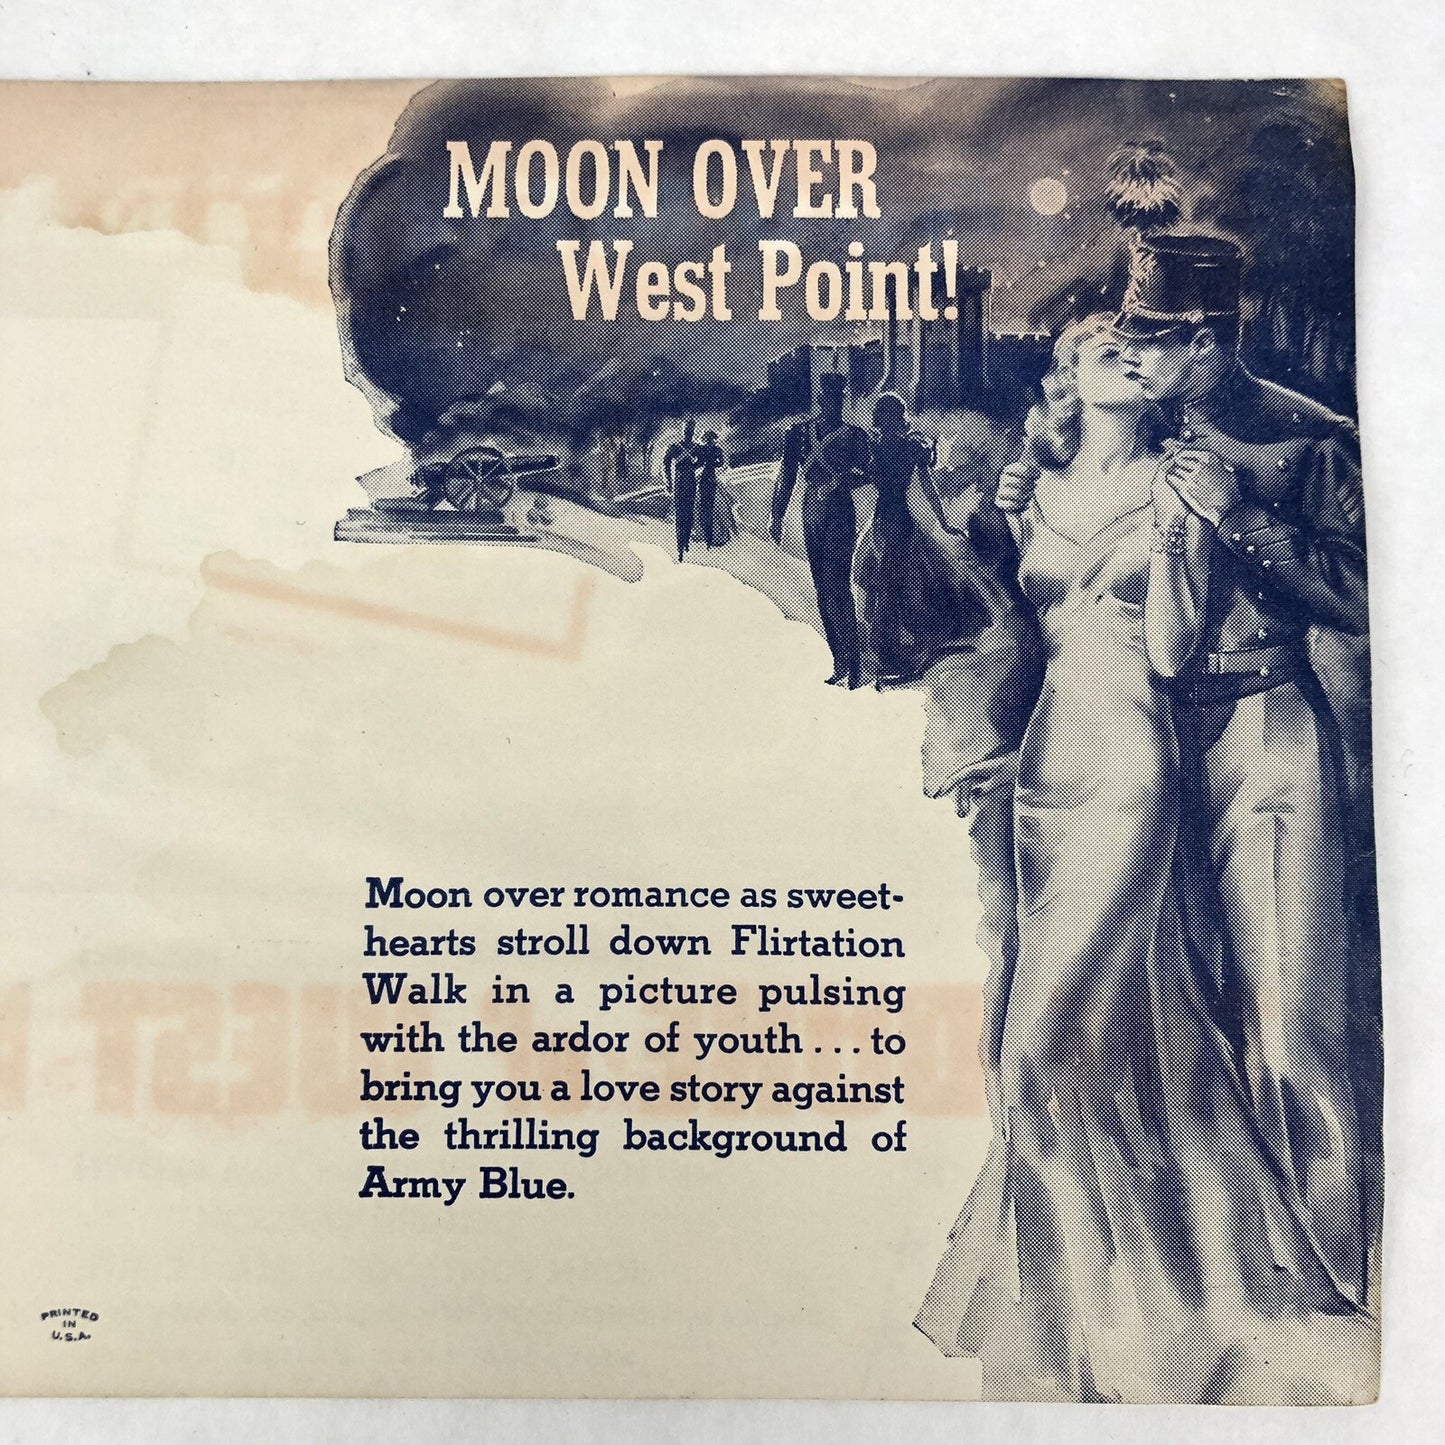 MOON OVER
West Point!
Moon over romance as sweet-
hearts stroll down Flirtation
Walk in a picture pulsing
with the ardor of youth . . . to
bring you a love story against
the thrilling background of
Army Blue.
PRINTED
IN
U.S.A.